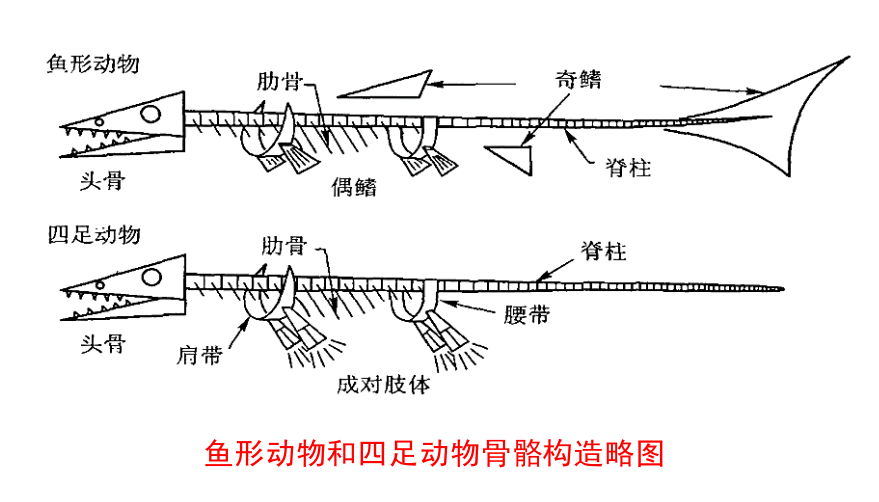 鱼形动物
肋骨
奇鳍
头骨
偶鳍
脊柱
四足动物
肋骨
脊柱
头骨
肩带
腰带
成对肢体
鱼形动物和四足动物骨骼构造略图